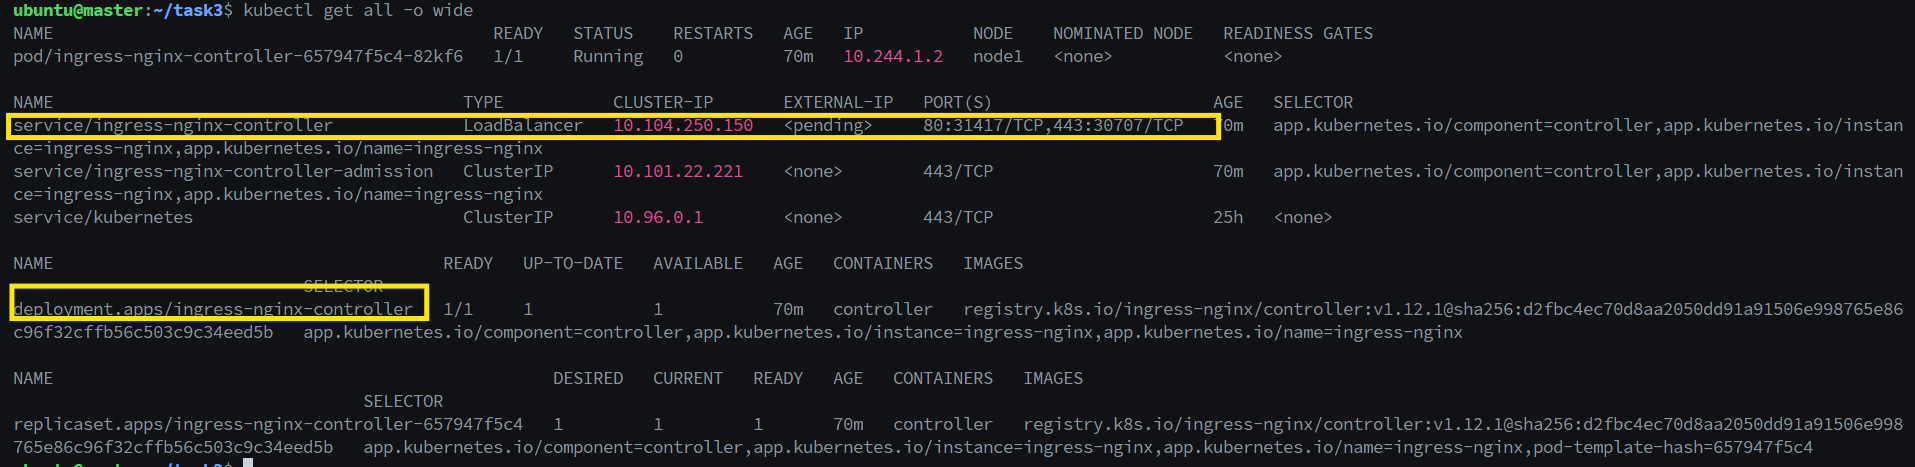 ubuntu@master:~/task3$ kubectl get all -o wide
NAME READY STATUS RESTARTS AGE IP NODE NOMINATED NODE READINESS GATES
pod/ingress-nginx-controller-657947f5c4-82kf6 1/1 Running 0 70m 10.244.1.2 node1 <none> <none>
NAME TYPE CLUSTER-IP EXTERNAL-IP PORT(S) AGE SELECTOR
service/ingress-nginx-controller LoadBalancer 10.104.250.150 <pending> 80:31417/TCP,443:30707/TCP 70m app.kubernetes.io/component=controller,app.kubernetes.io/instan
ce=ingress-nginx,app.kubernetes.io/name=ingress-nginx
service/ingress-nginx-controller-admission ClusterIP 10.101.22.221 <none> 443/TCP 70m app.kubernetes.io/component=controller,app.kubernetes.io/instan
ce=ingress-nginx,app.kubernetes.io/name=ingress-nginx
service/kubernetes ClusterIP 10.96.0.1 <none> 443/TCP 25h <none>
NAME READY UP-TO-DATE AVAILABLE AGE CONTAINERS IMAGES
SELECTOR
deployment.apps/ingress-nginx-controller 1/1 1 1 70m controller registry.k8s.io/ingress-nginx/controller:v1.12.1@sha256:d2fbc4ec70d8aa2050dd91a91506e998765e86
c96f32cffb56c503c9c34eed5b app.kubernetes.io/component=controller,app.kubernetes.io/instance=ingress-nginx,app.kubernetes.io/name=ingress-nginx
NAME DESIRED CURRENT READY AGE CONTAINERS IMAGES
SELECTOR
replicaset.apps/ingress-nginx-controller-657947f5c4 1 1 1 70m controller registry.k8s.io/ingress-nginx/controller:v1.12.1@sha256:d2fbc4ec70d8aa2050dd91a91506e998
765e86c96f32cffb56c503c9c34eed5b app.kubernetes.io/component=controller,app.kubernetes.io/instance=ingress-nginx,app.kubernetes.io/name=ingress-nginx,pod-template-hash=657947f5c4
ubuntu@master:~/task3$